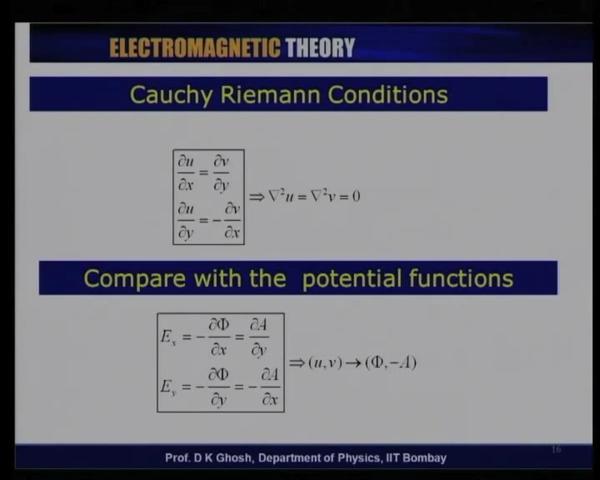 ELECTROMAGNETIC THEORY
Cauchy Riemann Conditions
∂u/∂x = ∂v/∂y
∂u/∂y = −∂v/∂x
⇒ ∇²u = ∇²v = 0
Compare with the potential functions
Eₓ = −∂Φ/∂x = ∂A/∂y
E_y = −∂Φ/∂y = −∂A/∂x
⇒ (u, v) → (Φ, −A)
16
Prof. D K Ghosh, Department of Physics, IIT Bombay